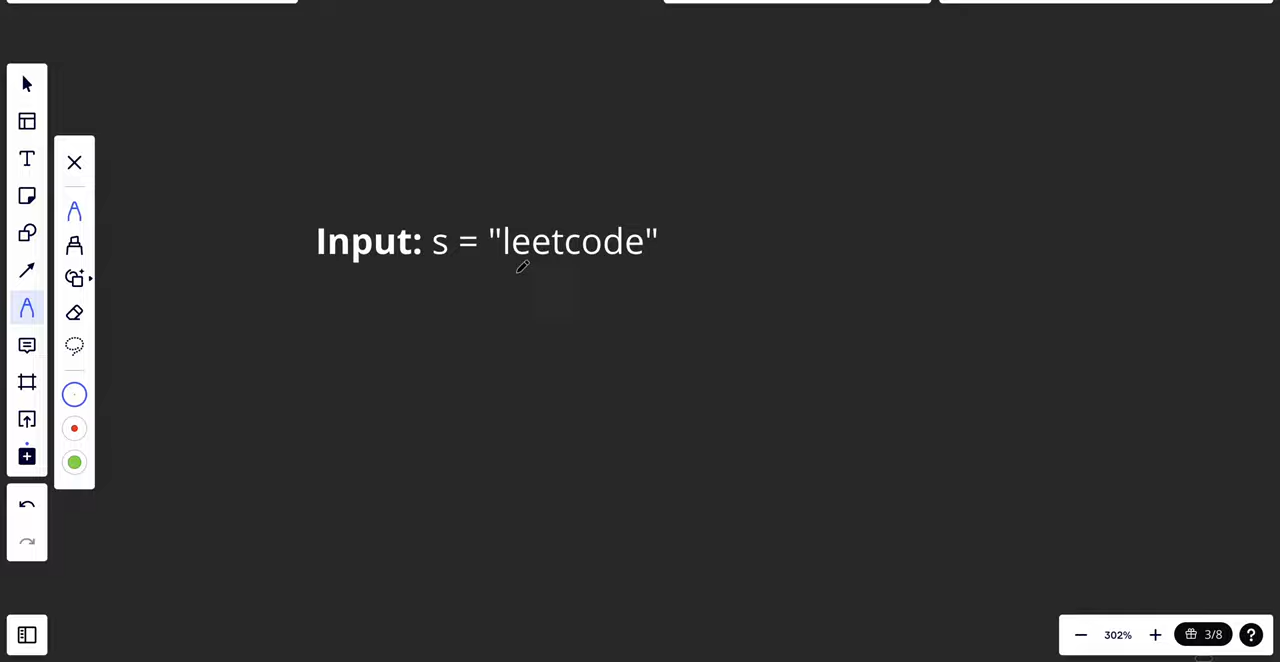 Input: s = "leetcode"
302%
3/8